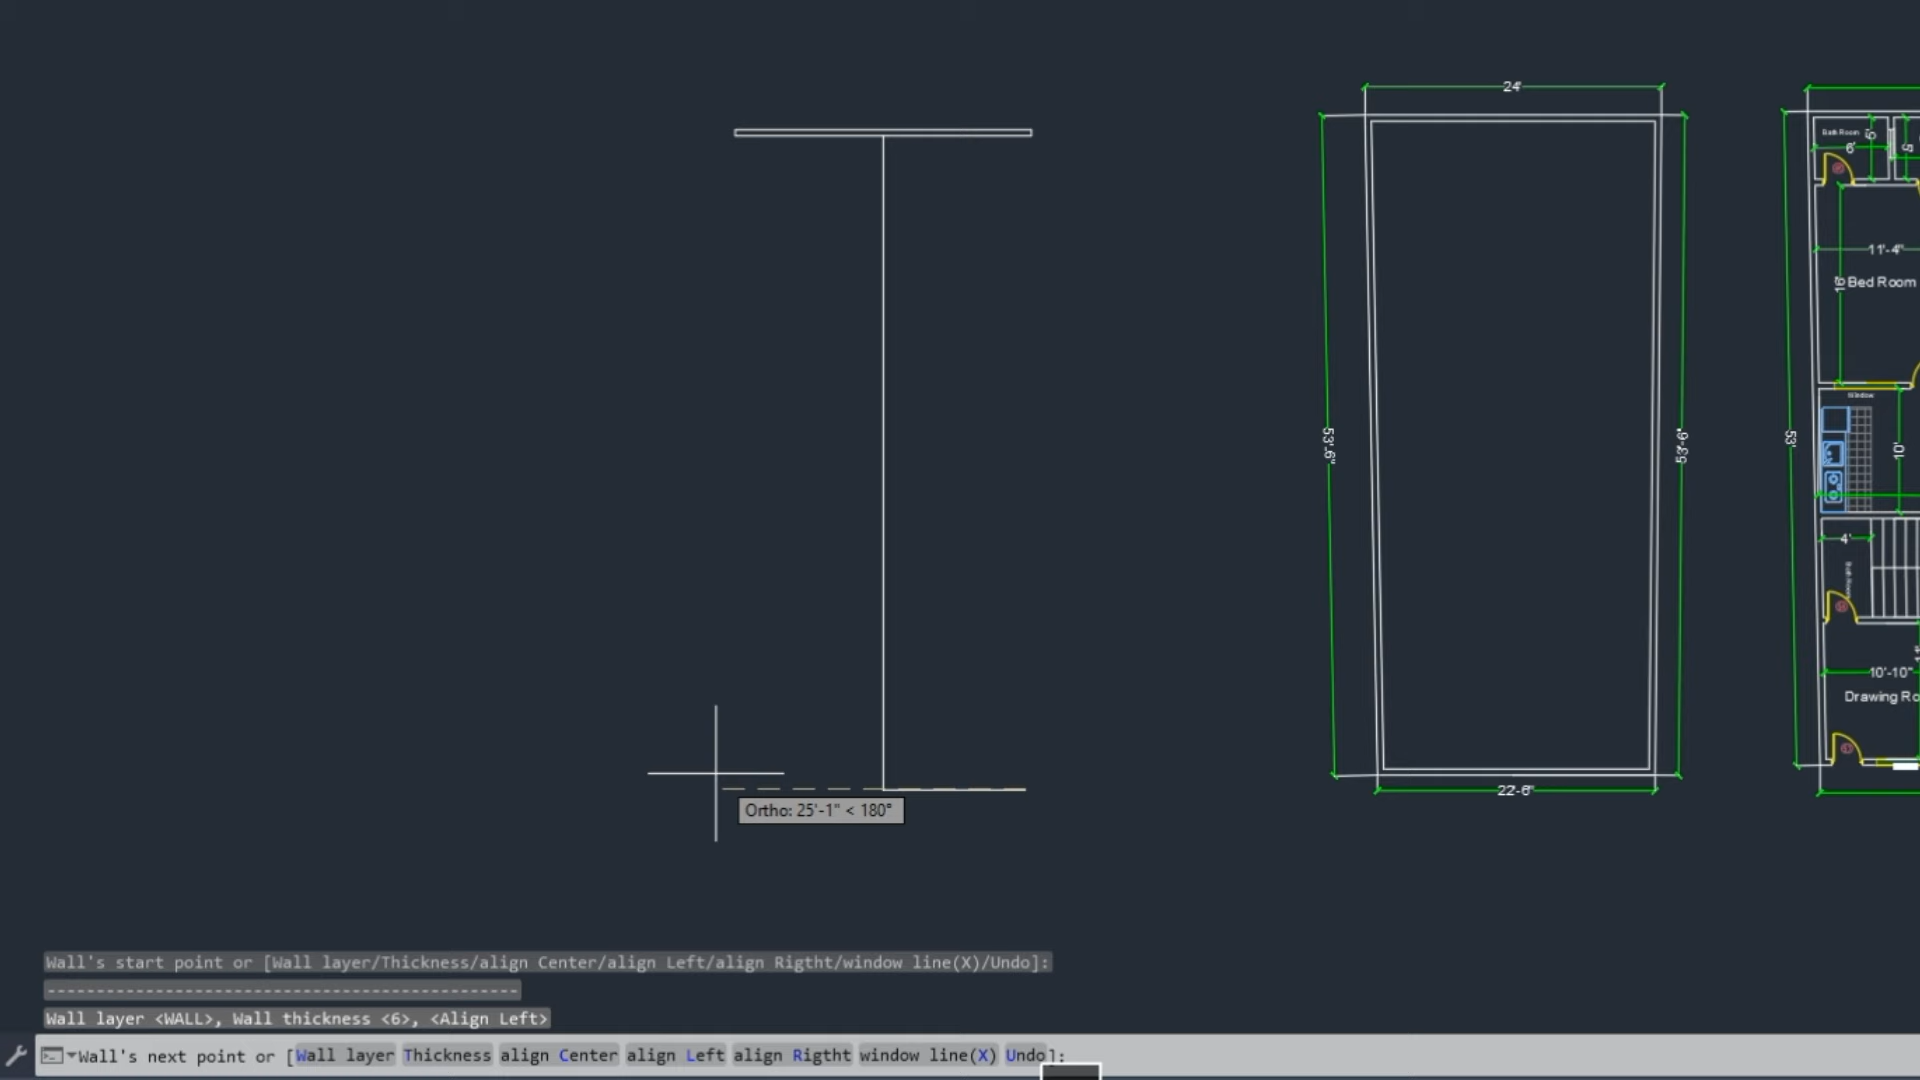 24'
Bath Room
6'
5'
5'
11'-4"
16'
Bed Room
Window
53'-6"
53'-6"
53'
10'
4'
10'-10"
Drawing Ro
22'-6"
Ortho: 25'-1" < 180°
Wall's start point or [Wall layer/Thickness/align Center/align Left/align Rigtht/window line(X)/Undo]:
------------------------------------------------
Wall layer <WALL>, Wall thickness <6>, <Align Left>
Wall's next point or [Wall layer Thickness align Center align Left align Rigtht window line(X) Undo]: